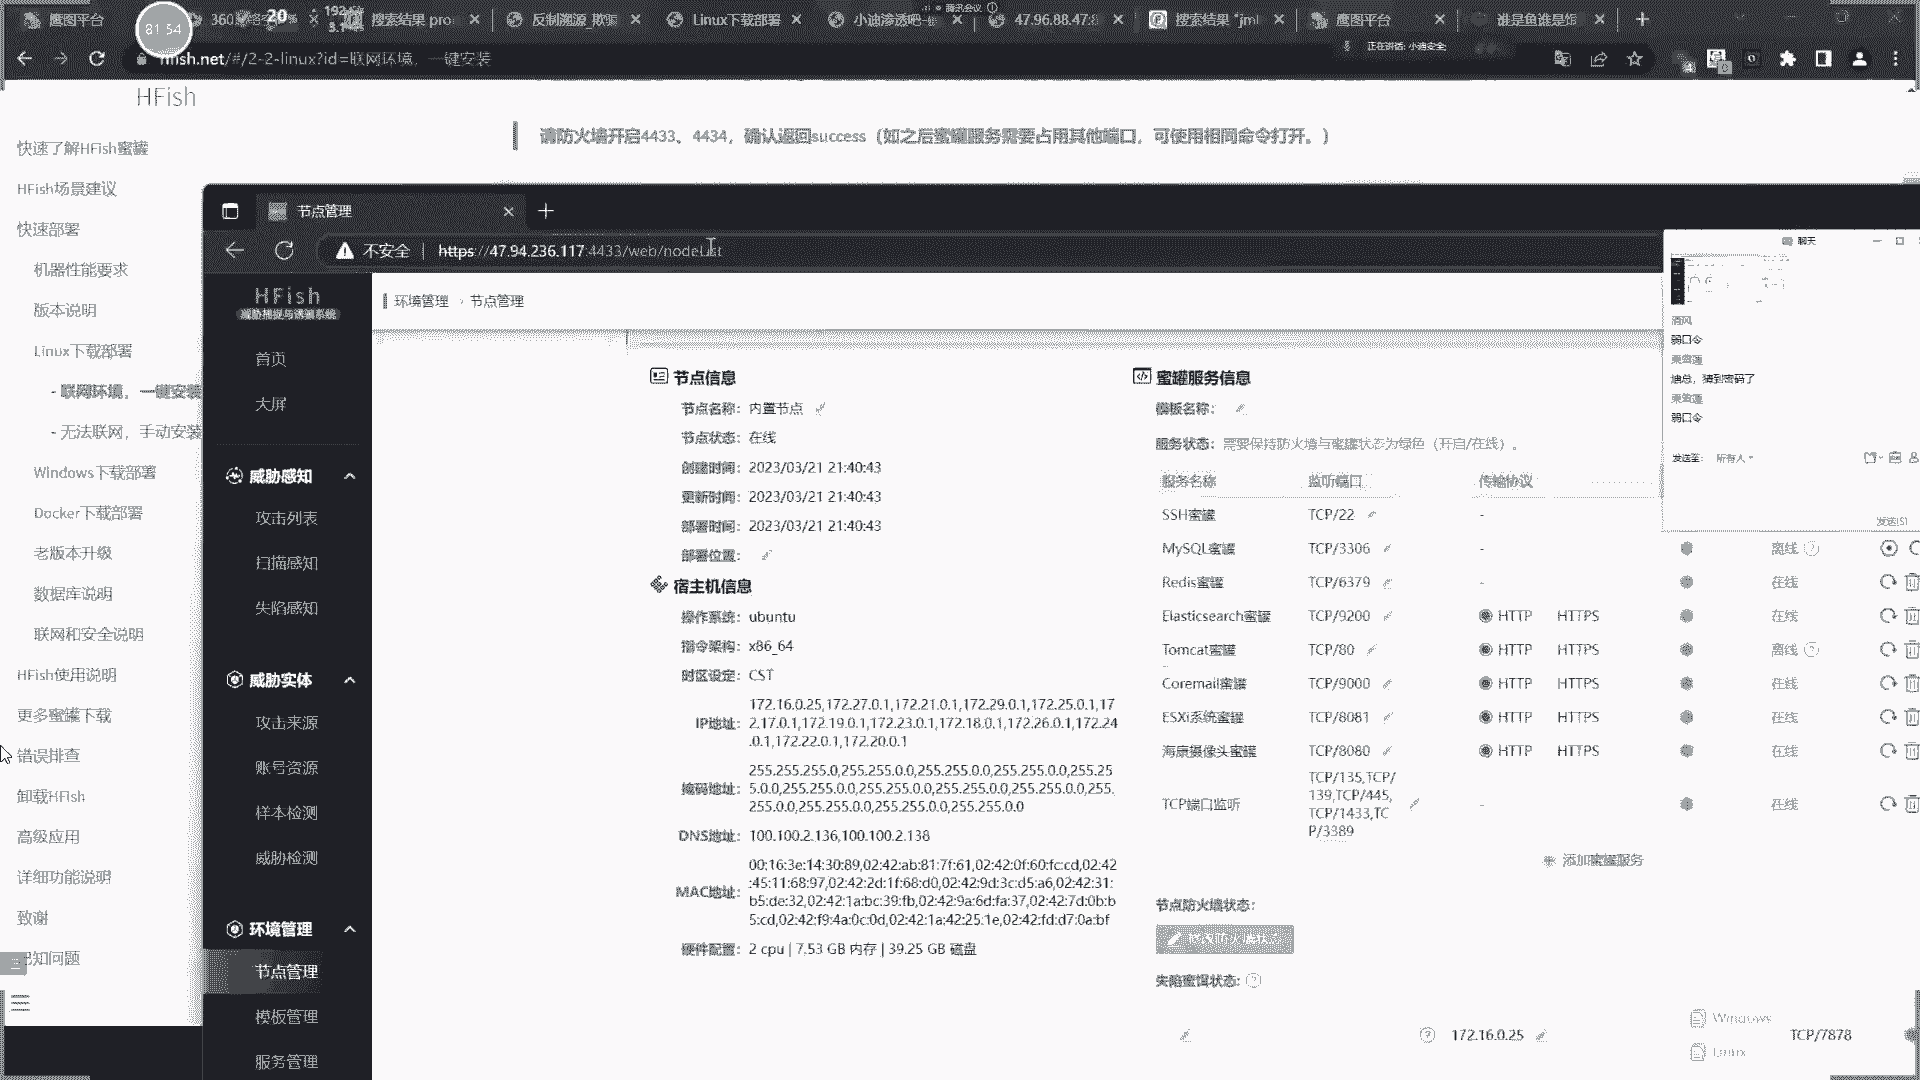 鹰图平台
搜索结果
反制溯源
Linux下载部署
小迪渗透吧
47.96.88.47:8
搜索结果 "jml
鹰图平台
谁是鱼谁是饵
81 54
20
腾讯会议
正在讲话: 小迪安全;
hfish.net/#/2-2-linux?id=联网环境，一键安装
HFish
请防火墙开启4433、4434，确认返回success（如之后蜜罐服务需要占用其他端口，可使用相同命令打开。）
快速了解HFish蜜罐
HFish场景建议
快速部署
机器性能要求
版本说明
Linux下载部署
- 联网环境，一键安装
- 无法联网，手动安装
Windows下载部署
Docker下载部署
老版本升级
数据库说明
联网和安全说明
HFish使用说明
更多蜜罐下载
错误排查
卸载HFish
高级应用
详细功能说明
致谢
已知问题
节点管理
不安全
https://47.94.236.117:4433/web/nodeList
HFish
威胁捕捉与诱骗系统
首页
大屏
威胁感知
攻击列表
扫描感知
失陷感知
威胁实体
攻击来源
账号资源
样本检测
威胁检测
环境管理
节点管理
模板管理
服务管理
环境管理 › 节点管理
节点信息
节点名称: 内置节点
节点状态: 在线
创建时间: 2023/03/21 21:40:43
更新时间: 2023/03/21 21:40:43
部署时间: 2023/03/21 21:40:43
部署位置:
宿主机信息
操作系统: ubuntu
指令架构: x86_64
时区设定: CST
IP地址: 172.16.0.25,172.27.0.1,172.21.0.1,172.29.0.1,172.25.0.1,17
2.17.0.1,172.19.0.1,172.23.0.1,172.18.0.1,172.26.0.1,172.24
.0.1,172.22.0.1,172.20.0.1
掩码地址: 255.255.255.0,255.255.0.0,255.255.0.0,255.255.0.0,255.25
5.0.0,255.255.0.0,255.255.0.0,255.255.0.0,255.255.0.0,255.
255.0.0,255.255.0.0,255.255.0.0,255.255.0.0
DNS地址: 100.100.2.136,100.100.2.138
MAC地址: 00:16:3e:14:30:89,02:42:ab:81:7f:61,02:42:0f:60:fc:cd,02:42
:45:11:68:97,02:42:2d:1f:68:d0,02:42:9d:3c:d5:a6,02:42:31:
b5:de:32,02:42:1a:bc:39:fb,02:42:9a:6d:fa:37,02:42:7d:0b:b
5:cd,02:42:f9:4a:0c:0d,02:42:1a:42:25:1e,02:42:fd:d7:0a:bf
硬件配置: 2 cpu | 7.53 GB 内存 | 39.25 GB 磁盘
蜜罐服务信息
模板名称:
服务状态: 需要保持防火墙与蜜罐状态为绿色（开启/在线）。
服务名称 监听端口 传输协议
SSH蜜罐 TCP/22 -
MySQL蜜罐 TCP/3306 - 离线
Redis蜜罐 TCP/6379 - 在线
Elasticsearch蜜罐 TCP/9200 HTTP HTTPS 在线
Tomcat蜜罐 TCP/80 HTTP HTTPS 离线
Coremail蜜罐 TCP/9000 HTTP HTTPS 在线
ESXi系统蜜罐 TCP/8081 HTTP HTTPS 在线
海康摄像头蜜罐 TCP/8080 HTTP HTTPS 在线
TCP端口监听 TCP/135,TCP/
139,TCP/445,
TCP/1433,TC
P/3389 - 在线
添加蜜罐服务
节点防火墙状态:
失陷蜜饵状态:
172.16.0.25
Windows
Linux
TCP/7878
聊天
清风
弱口令
迪总，猜到密码了
弱口令
发送至: 所有人
发送(S)